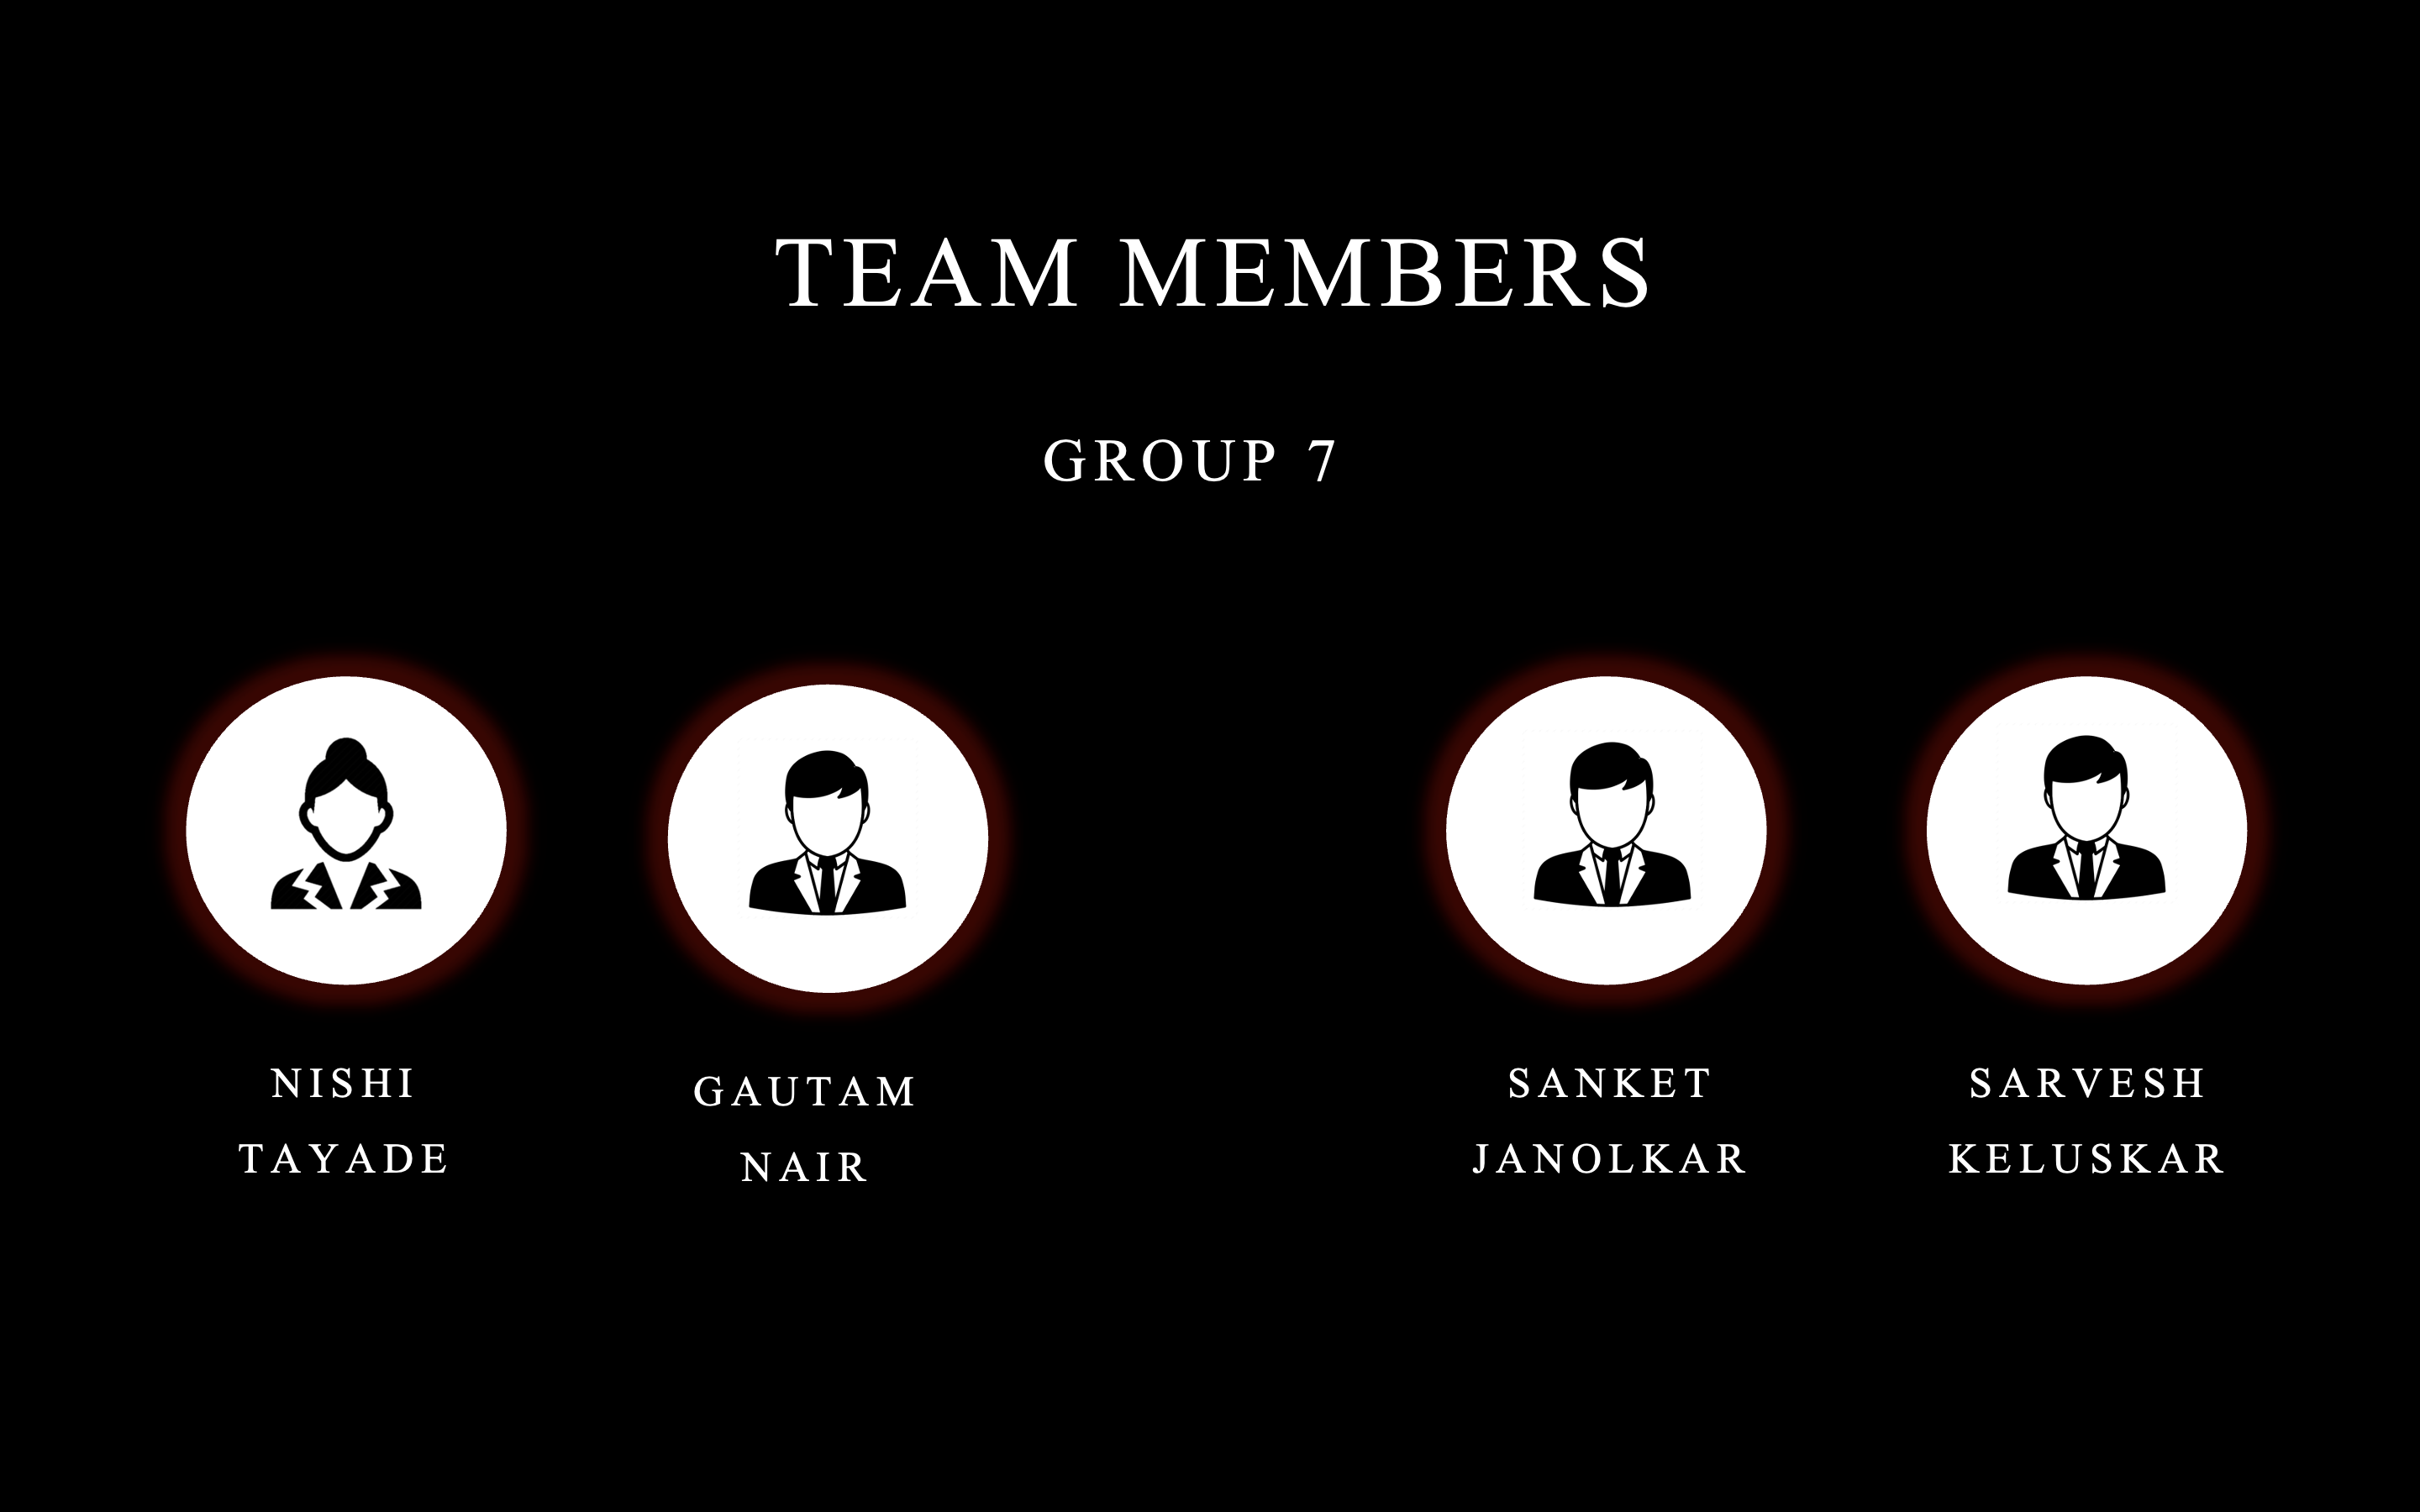 TEAM MEMBERS
GROUP 7
NISHI
TAYADE
GAUTAM
NAIR
SANKET
JANOLKAR
SARVESH
KELUSKAR